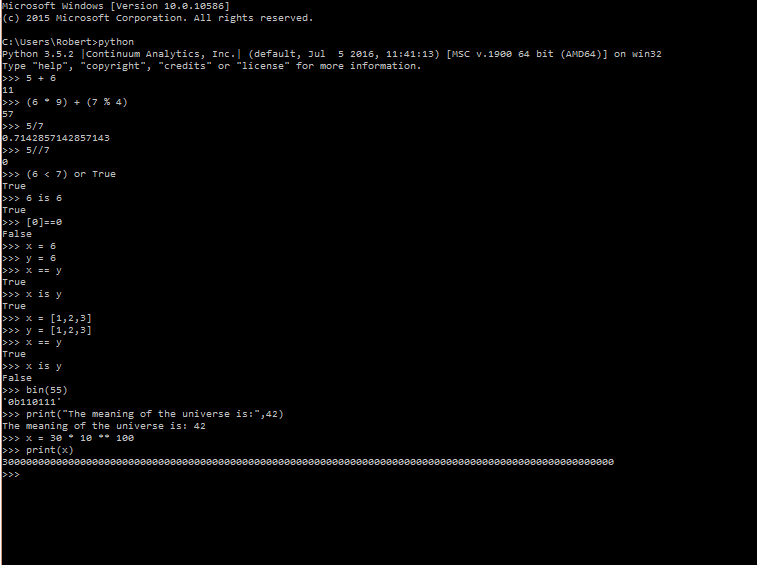 Microsoft Windows [Version 10.0.10586]
(c) 2015 Microsoft Corporation. All rights reserved.

C:\Users\Robert>python
Python 3.5.2 |Continuum Analytics, Inc.| (default, Jul  5 2016, 11:41:13) [MSC v.1900 64 bit (AMD64)] on win32
Type "help", "copyright", "credits" or "license" for more information.
>>> 5 + 6
11
>>> (6 * 9) + (7 % 4)
57
>>> 5/7
0.7142857142857143
>>> 5//7
0
>>> (6 < 7) or True
True
>>> 6 is 6
True
>>> [0]==0
False
>>> x = 6
>>> y = 6
>>> x == y
True
>>> x is y
True
>>> x = [1,2,3]
>>> y = [1,2,3]
>>> x == y
True
>>> x is y
False
>>> bin(55)
'0b110111'
>>> print("The meaning of the universe is:",42)
The meaning of the universe is: 42
>>> x = 30 * 10 ** 100
>>> print(x)
300000000000000000000000000000000000000000000000000000000000000000000000000000000000000000000000000000
>>>